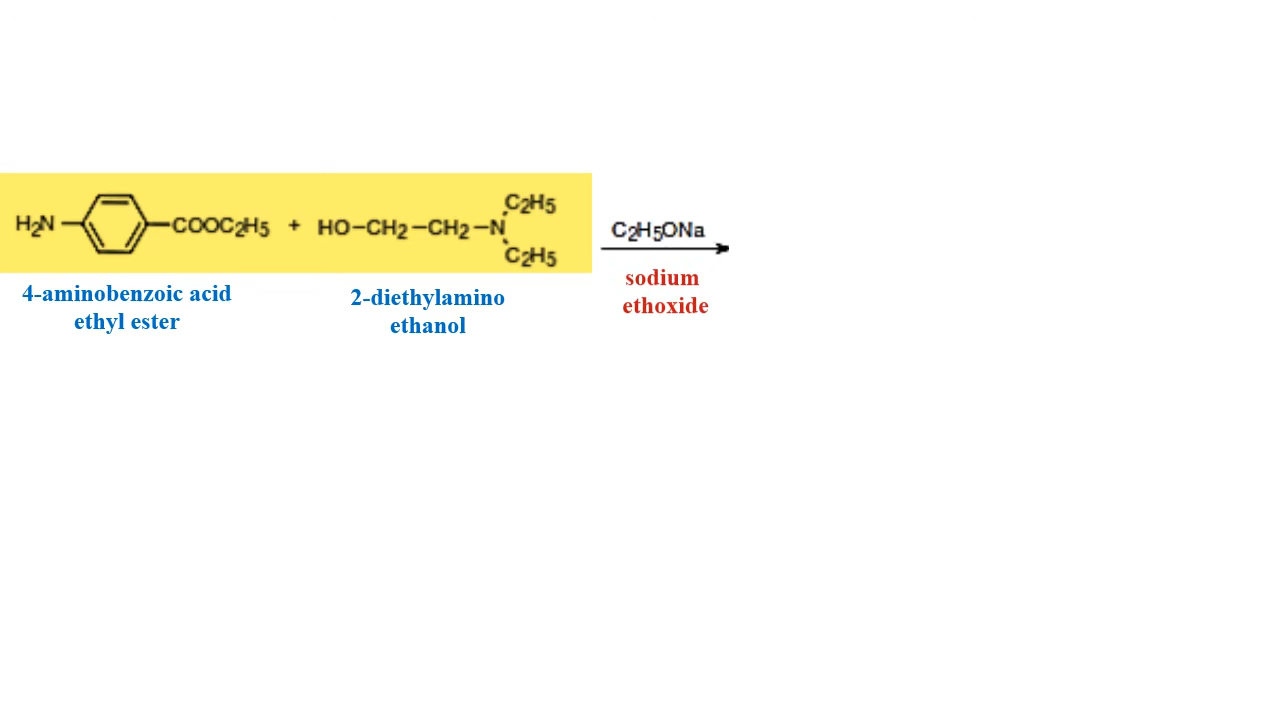 H2N COOC2H5 + HO-CH2-CH2-N C2H5 C2H5 C2H5ONa
4-aminobenzoic acid
ethyl ester
2-diethylamino
ethanol
sodium
ethoxide